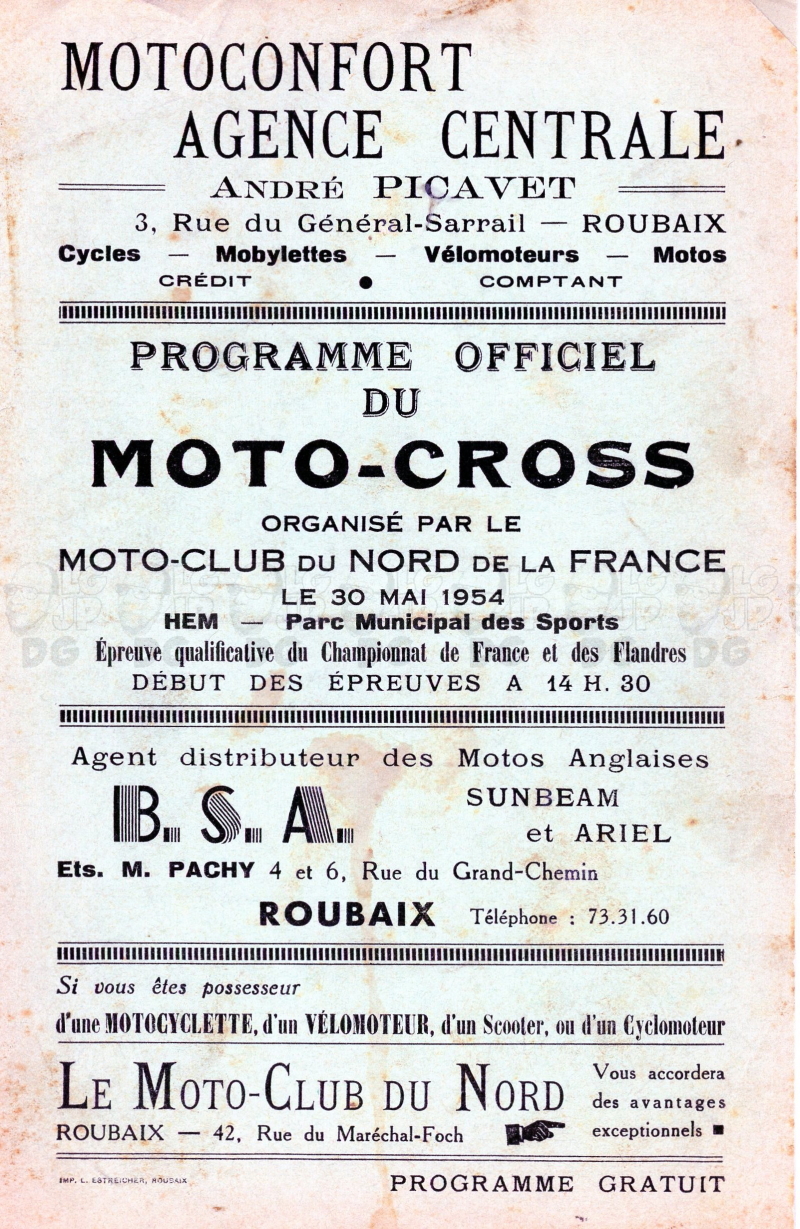 MOTOCONFORT
AGENCE CENTRALE
ANDRÉ PICAVET
3, Rue du Général-Sarrail — ROUBAIX
Cycles — Mobylettes — Vélomoteurs — Motos
CRÉDIT ● COMPTANT
PROGRAMME OFFICIEL
DU
MOTO-CROSS
ORGANISÉ PAR LE
MOTO-CLUB DU NORD DE LA FRANCE
LE 30 MAI 1954
HEM — Parc Municipal des Sports
Épreuve qualificative du Championnat de France et des Flandres
DÉBUT DES ÉPREUVES A 14 H. 30
Agent distributeur des Motos Anglaises
B. S. A.
SUNBEAM
et ARIEL
Ets. M. PACHY 4 et 6, Rue du Grand-Chemin
ROUBAIX Téléphone : 73.31.60
Si vous êtes possesseur
d'une MOTOCYCLETTE, d'un VÉLOMOTEUR, d'un Scooter, ou d'un Cyclomoteur
LE MOTO-CLUB DU NORD
ROUBAIX — 42, Rue du Maréchal-Foch
Vous accordera
des avantages
exceptionnels ■
IMP. L. ESTREICHER, ROUBAIX
PROGRAMME GRATUIT